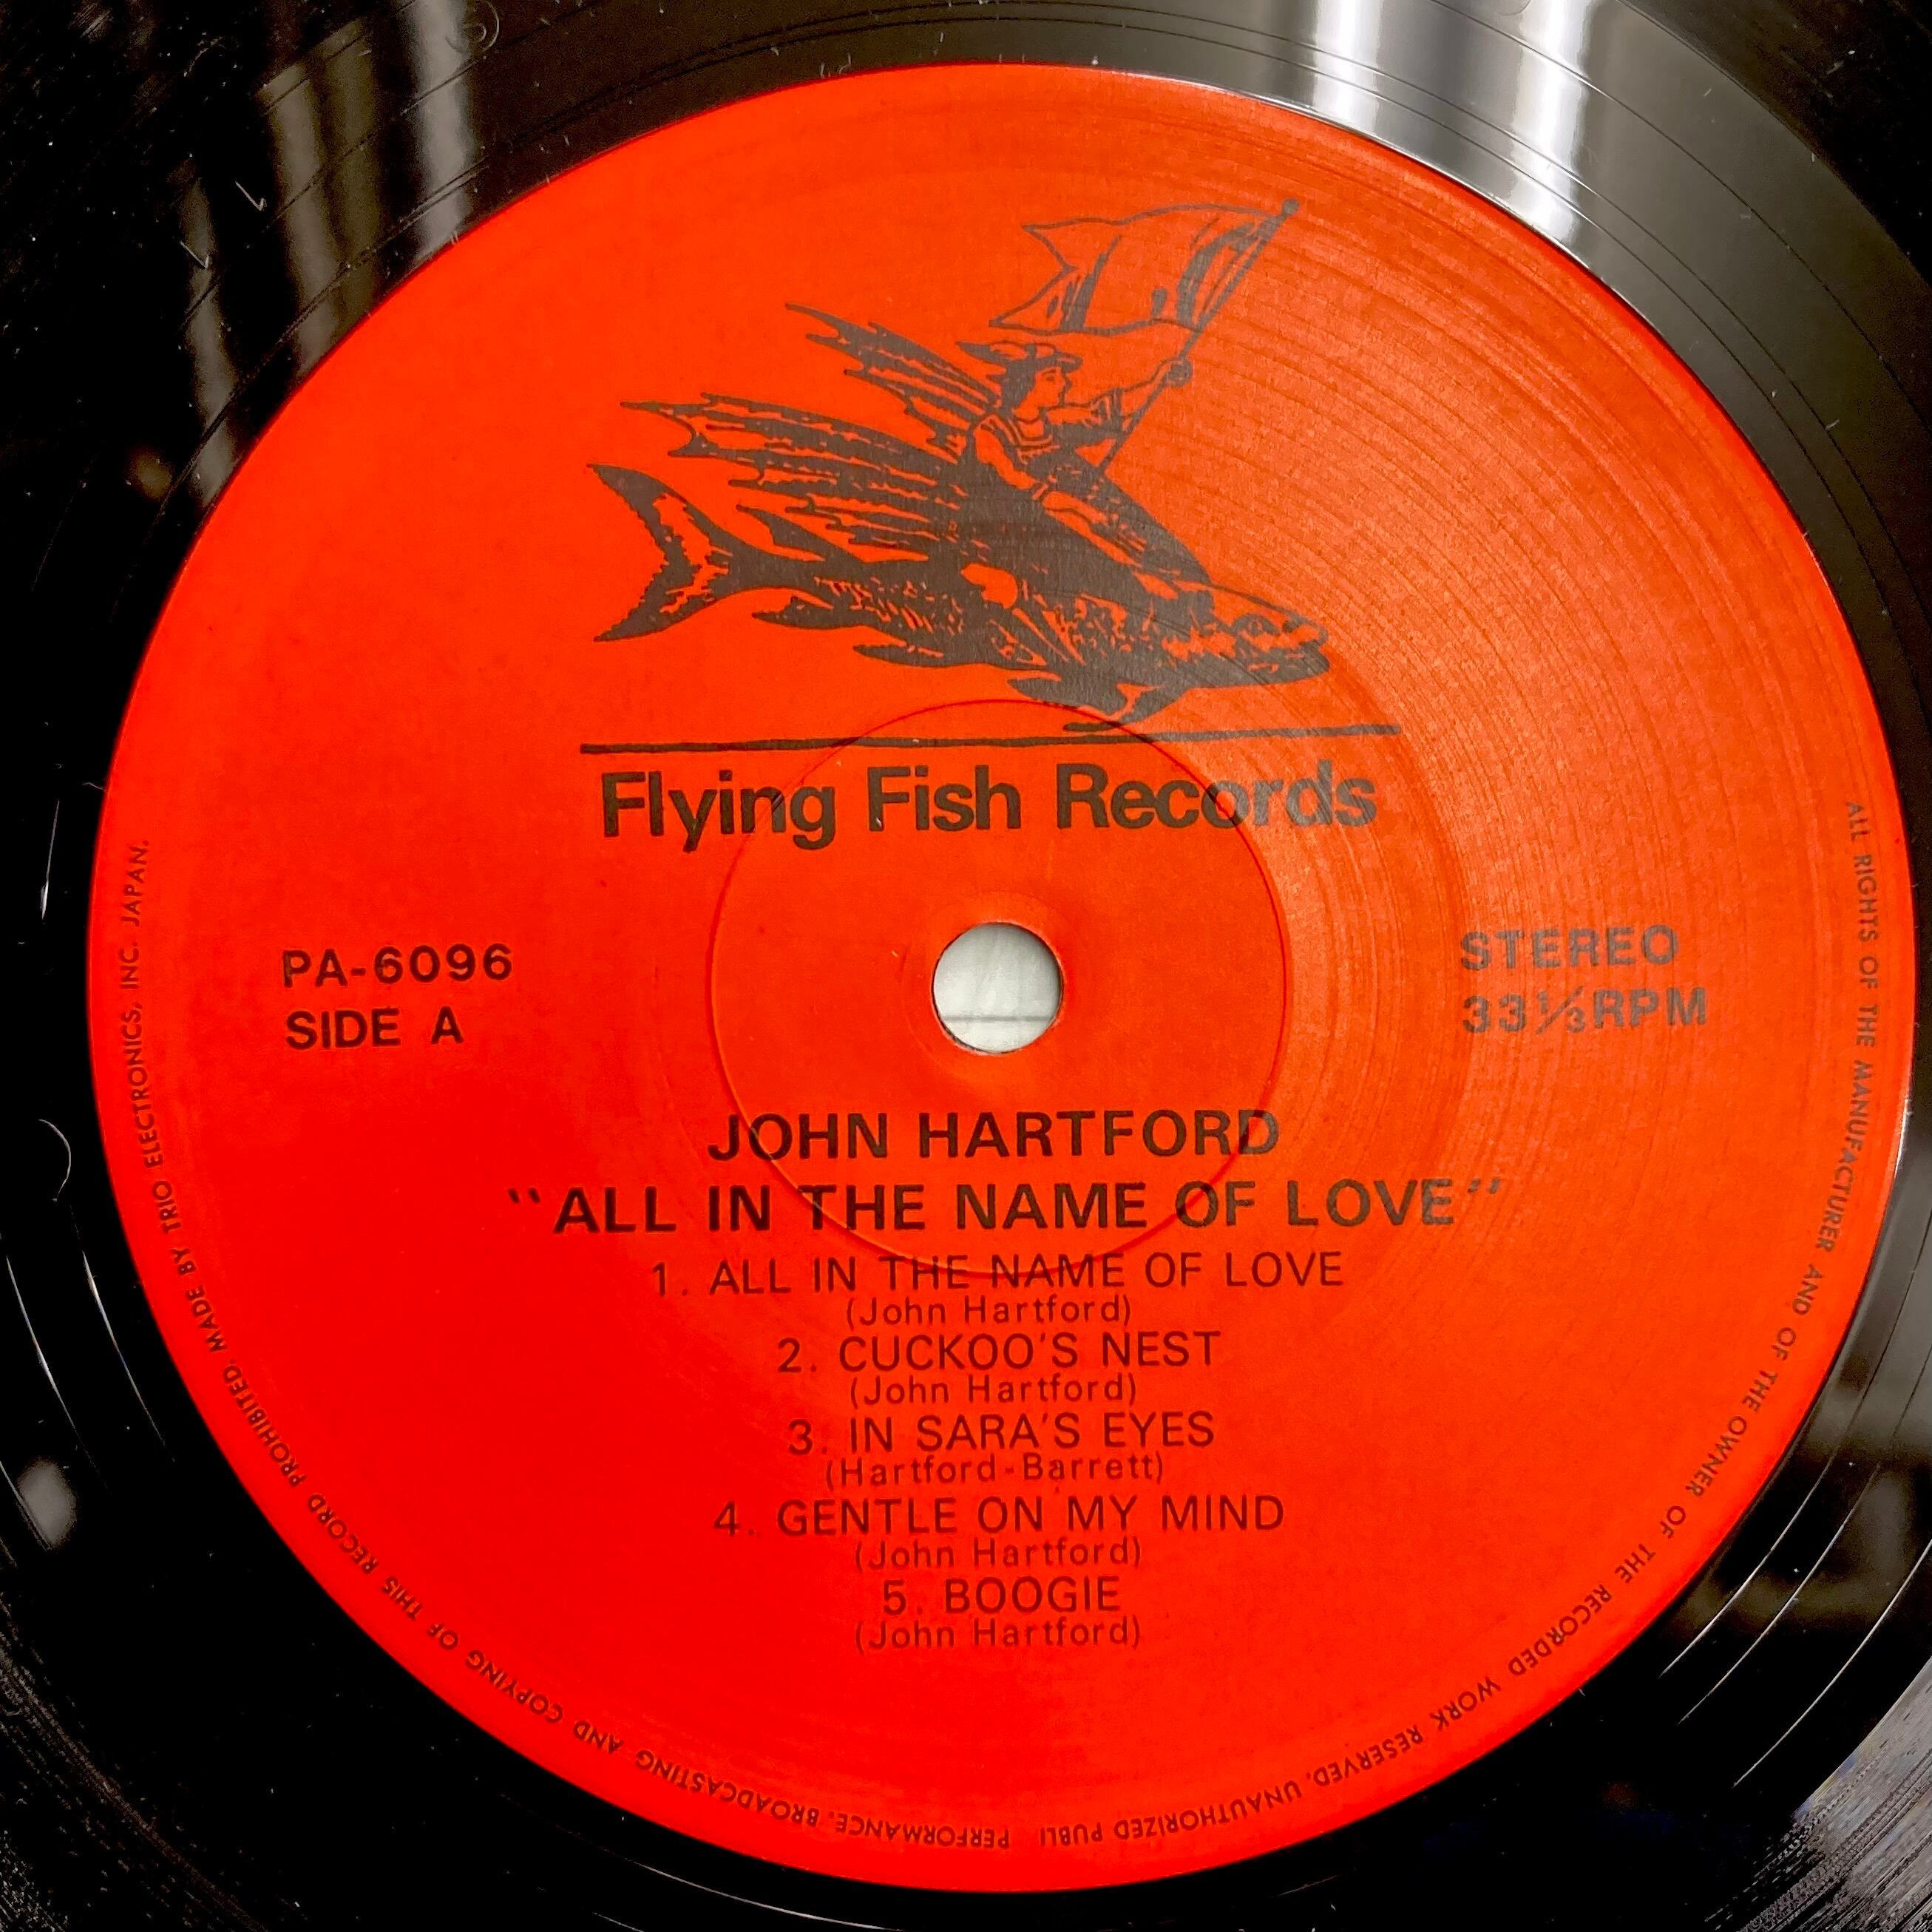 Flying Fish Records
PA-6096
SIDE A
STEREO
33⅓RPM
JOHN HARTFORD
"ALL IN THE NAME OF LOVE"
1. ALL IN THE NAME OF LOVE
(John Hartford)
2. CUCKOO'S NEST
(John Hartford)
3. IN SARA'S EYES
(Hartford-Barrett)
4. GENTLE ON MY MIND
(John Hartford)
5. BOOGIE
(John Hartford)
ALL RIGHTS OF THE MANUFACTURER AND OF THE OWNER OF THE RECORDED WORK RESERVED. UNAUTHORIZED PUBLI PERFORMANCE. BROADCASTING AND COPYING OF THIS RECORD PROHIBITED. MADE BY TRIO ELECTRONICS, INC. JAPAN.